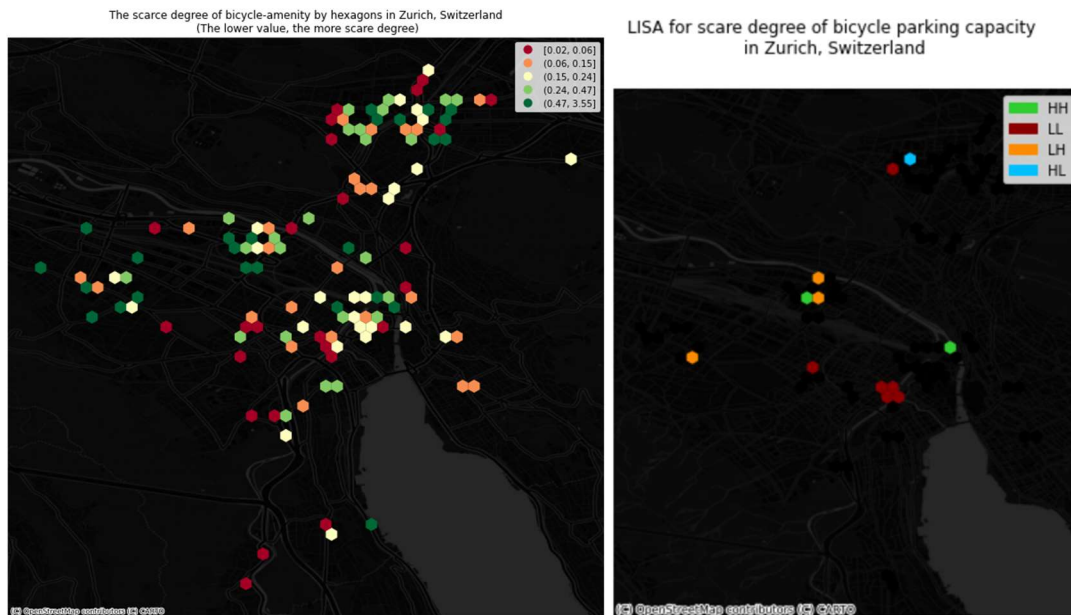 The scarce degree of bicycle-amenity by hexagons in Zurich, Switzerland
(The lower value, the more scare degree)
[0.02, 0.06]
(0.06, 0.15]
(0.15, 0.24]
(0.24, 0.47]
(0.47, 3.55]
(C) OpenStreetMap contributors (C) CARTO
LISA for scare degree of bicycle parking capacity
in Zurich, Switzerland
HH
LL
LH
HL
(C) OpenStreetMap contributors (C) CARTO